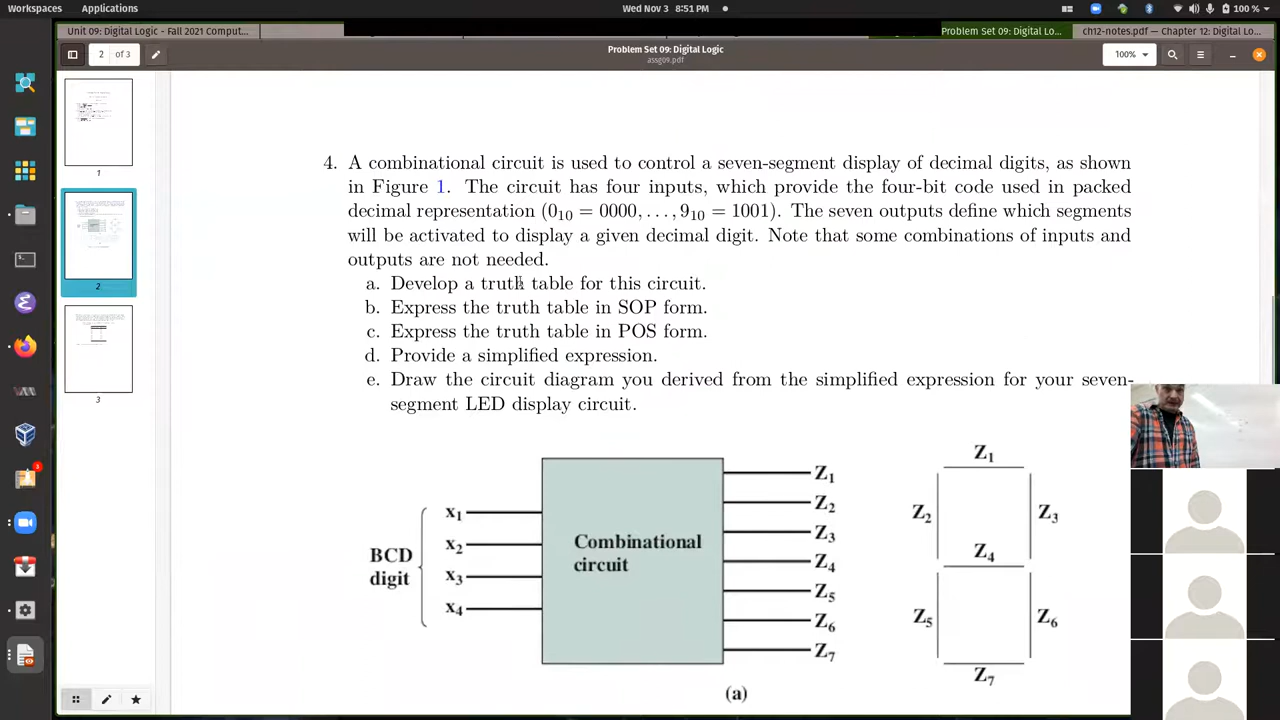 Workspaces Applications Wed Nov 3 8:51 PM 100 %
Unit 09: Digital Logic - Fall 2021 Comput... Problem Set 09: Digital Lo... ch12-notes.pdf — Chapter 12: Digital Lo...
2 of 3 Problem Set 09: Digital Logic 100%
assg09.pdf
1
2
3
4. A combinational circuit is used to control a seven-segment display of decimal digits, as shown
in Figure 1. The circuit has four inputs, which provide the four-bit code used in packed
decimal representation (0₁₀ = 0000, . . . , 9₁₀ = 1001). The seven outputs define which segments
will be activated to display a given decimal digit. Note that some combinations of inputs and
outputs are not needed.
a. Develop a truth table for this circuit.
b. Express the truth table in SOP form.
c. Express the truth table in POS form.
d. Provide a simplified expression.
e. Draw the circuit diagram you derived from the simplified expression for your seven-
segment LED display circuit.
BCD
digit
x₁
x₂
x₃
x₄
Combinational
circuit
Z₁
Z₂
Z₃
Z₄
Z₅
Z₆
Z₇
Z₁
Z₂ Z₃
Z₄
Z₅ Z₆
Z₇
(a)
3